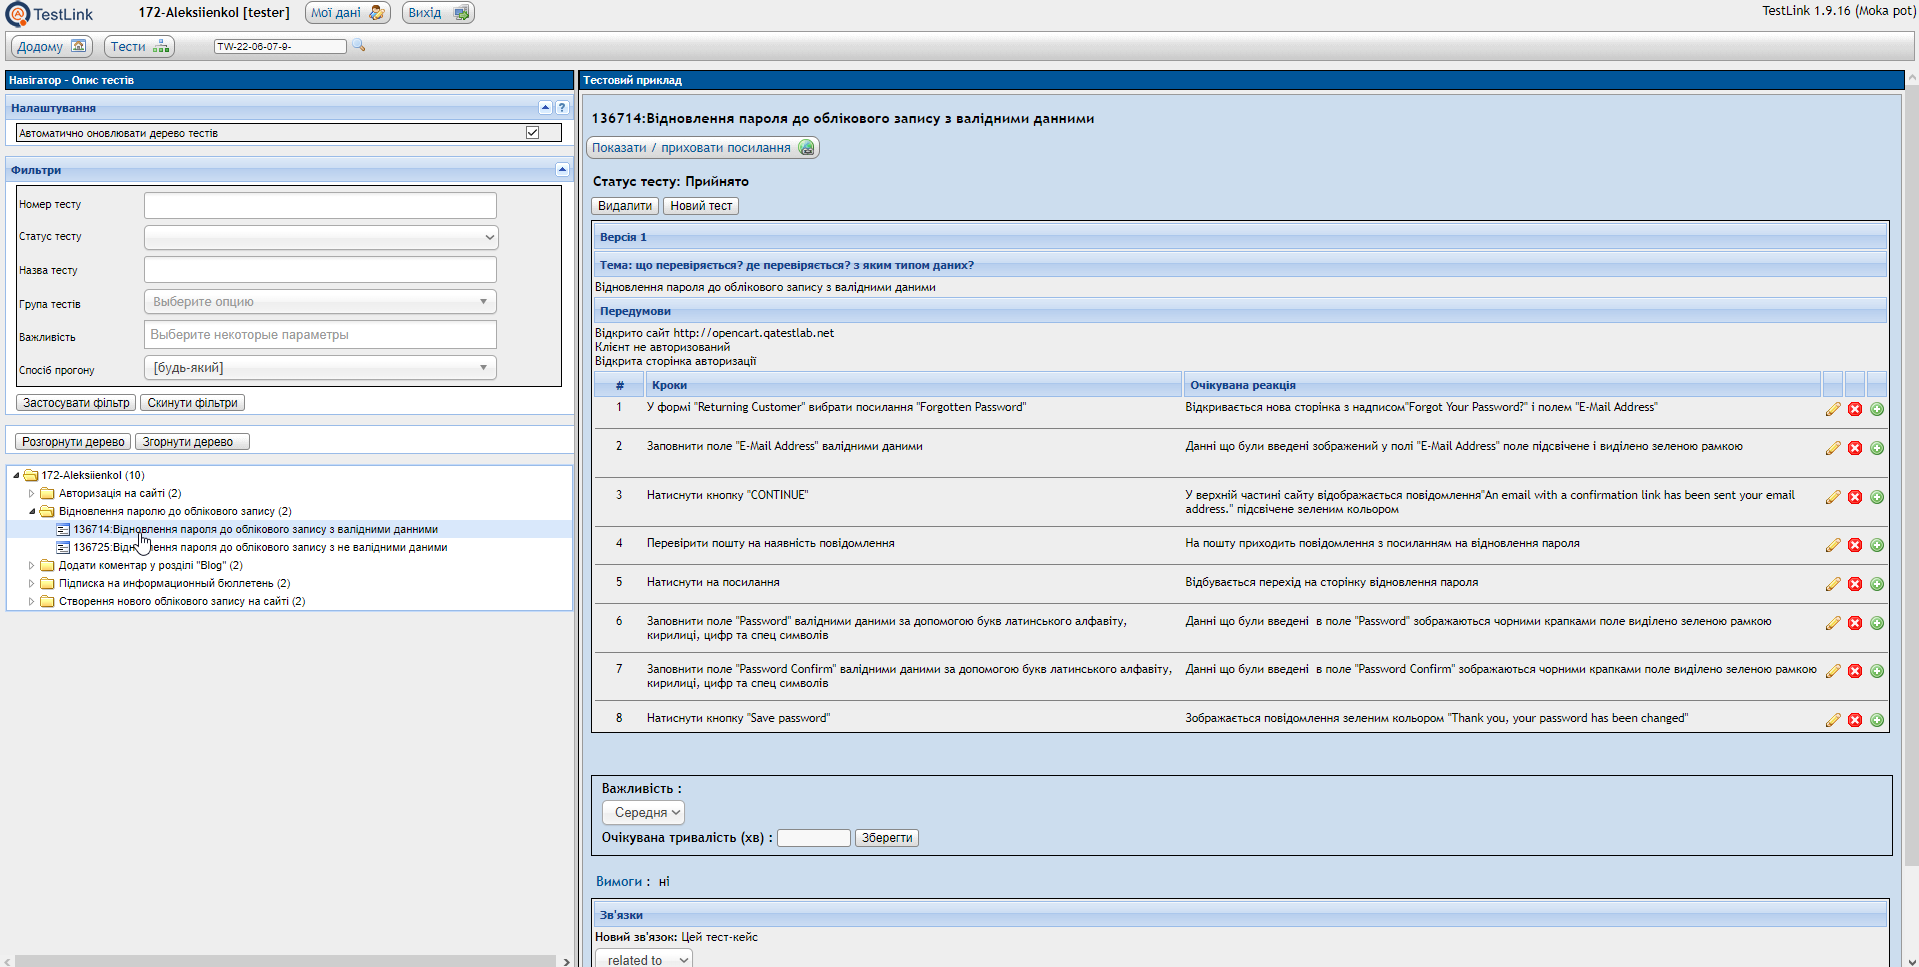 TestLink
172-Aleksiienkol [tester]
Мої дані
Вихід
TestLink 1.9.16 (Moka pot)
Додому
Тести
TW-22-06-07-9-
Навігатор - Опис тестів
Налаштування
?
Автоматично оновлювати дерево тестів
Фильтри
Номер тесту
Статус тесту
Назва тесту
Група тестів
Выберите опцию
Важливість
Выберите некоторые параметры
Спосіб прогону
[будь-який]
Застосувати фільтр
Скинути фільтри
Розгорнути дерево
Згорнути дерево
172-Aleksiienkol (10)
Авторизація на сайті (2)
Відновлення паролю до облікового запису (2)
136714:Відновлення пароля до облікового запису з валідними данними
136725:Відновлення пароля до облікового запису з не валідними даними
Додати коментар у розділі "Blog" (2)
Підписка на информационный бюллетень (2)
Створення нового облікового запису на сайті (2)
Тестовий приклад
136714:Відновлення пароля до облікового запису з валідними данними
Показати / приховати посилання
Статус тесту: Прийнято
Видалити
Новий тест
Версія 1
Тема: що перевіряється? де перевіряється? з яким типом даних?
Відновлення пароля до облікового запису з валідними даними
Передумови
Відкрито сайт http://opencart.qatestlab.net
Клієнт не авторизований
Відкрита сторінка авторизації
# Кроки Очікувана реакція
1 У формі "Returning Customer" вибрати посилання "Forgotten Password" Відкривається нова сторінка з надписом"Forgot Your Password?" і полем "E-Mail Address"
2 Заповнити поле "E-Mail Address" валідними даними Данні що були введені зображений у полі "E-Mail Address" поле підсвічене і виділено зеленою рамкою
3 Натиснути кнопку "CONTINUE" У верхній частині сайту відображається повідомлення"An email with a confirmation link has been sent your email
address." підсвічене зеленим кольором
4 Перевірити пошту на наявність повідомлення На пошту приходить повідомлення з посиланням на відновлення пароля
5 Натиснути на посилання Відбувається перехід на сторінку відновлення пароля
6 Заповнити поле "Password" валідними даними за допомогою букв латинського алфавіту, Данні що були введені в поле "Password" зображаються чорними крапками поле виділено зеленою рамкою
кирилиці, цифр та спец символів
7 Заповнити поле "Password Confirm" валідними даними за допомогою букв латинського алфавіту, Данні що були введені в поле "Password Confirm" зображаються чорними крапками поле виділено зеленою рамкою
кирилиці, цифр та спец символів
8 Натиснути кнопку "Save password" Зображається повідомлення зеленим кольором "Thank you, your password has been changed"
Важливість :
Середня
Очікувана тривалість (хв) :
Зберегти
Вимоги : ні
Зв'язки
Новий зв'язок: Цей тест-кейс
related to